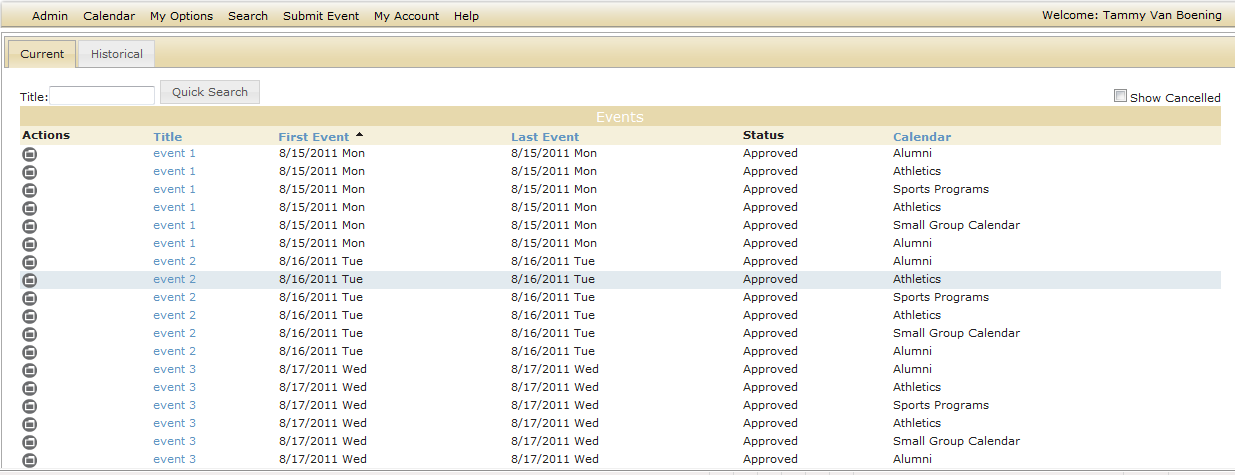 Admin Calendar My Options Search Submit Event My Account Help Welcome: Tammy Van Boening
Current Historical
Title: Quick Search Show Cancelled
Events
Actions Title First Event Last Event Status Calendar
event 1 8/15/2011 Mon 8/15/2011 Mon Approved Alumni
event 1 8/15/2011 Mon 8/15/2011 Mon Approved Athletics
event 1 8/15/2011 Mon 8/15/2011 Mon Approved Sports Programs
event 1 8/15/2011 Mon 8/15/2011 Mon Approved Athletics
event 1 8/15/2011 Mon 8/15/2011 Mon Approved Small Group Calendar
event 1 8/15/2011 Mon 8/15/2011 Mon Approved Alumni
event 2 8/16/2011 Tue 8/16/2011 Tue Approved Alumni
event 2 8/16/2011 Tue 8/16/2011 Tue Approved Athletics
event 2 8/16/2011 Tue 8/16/2011 Tue Approved Sports Programs
event 2 8/16/2011 Tue 8/16/2011 Tue Approved Athletics
event 2 8/16/2011 Tue 8/16/2011 Tue Approved Small Group Calendar
event 2 8/16/2011 Tue 8/16/2011 Tue Approved Alumni
event 3 8/17/2011 Wed 8/17/2011 Wed Approved Alumni
event 3 8/17/2011 Wed 8/17/2011 Wed Approved Athletics
event 3 8/17/2011 Wed 8/17/2011 Wed Approved Sports Programs
event 3 8/17/2011 Wed 8/17/2011 Wed Approved Athletics
event 3 8/17/2011 Wed 8/17/2011 Wed Approved Small Group Calendar
event 3 8/17/2011 Wed 8/17/2011 Wed Approved Alumni